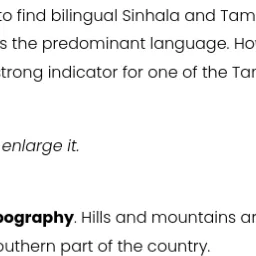 to find bilingual Sinhala and Tam
s the predominant language. Ho
trong indicator for one of the Tar
enlarge it.
pography. Hills and mountains ar
outhern part of the country.